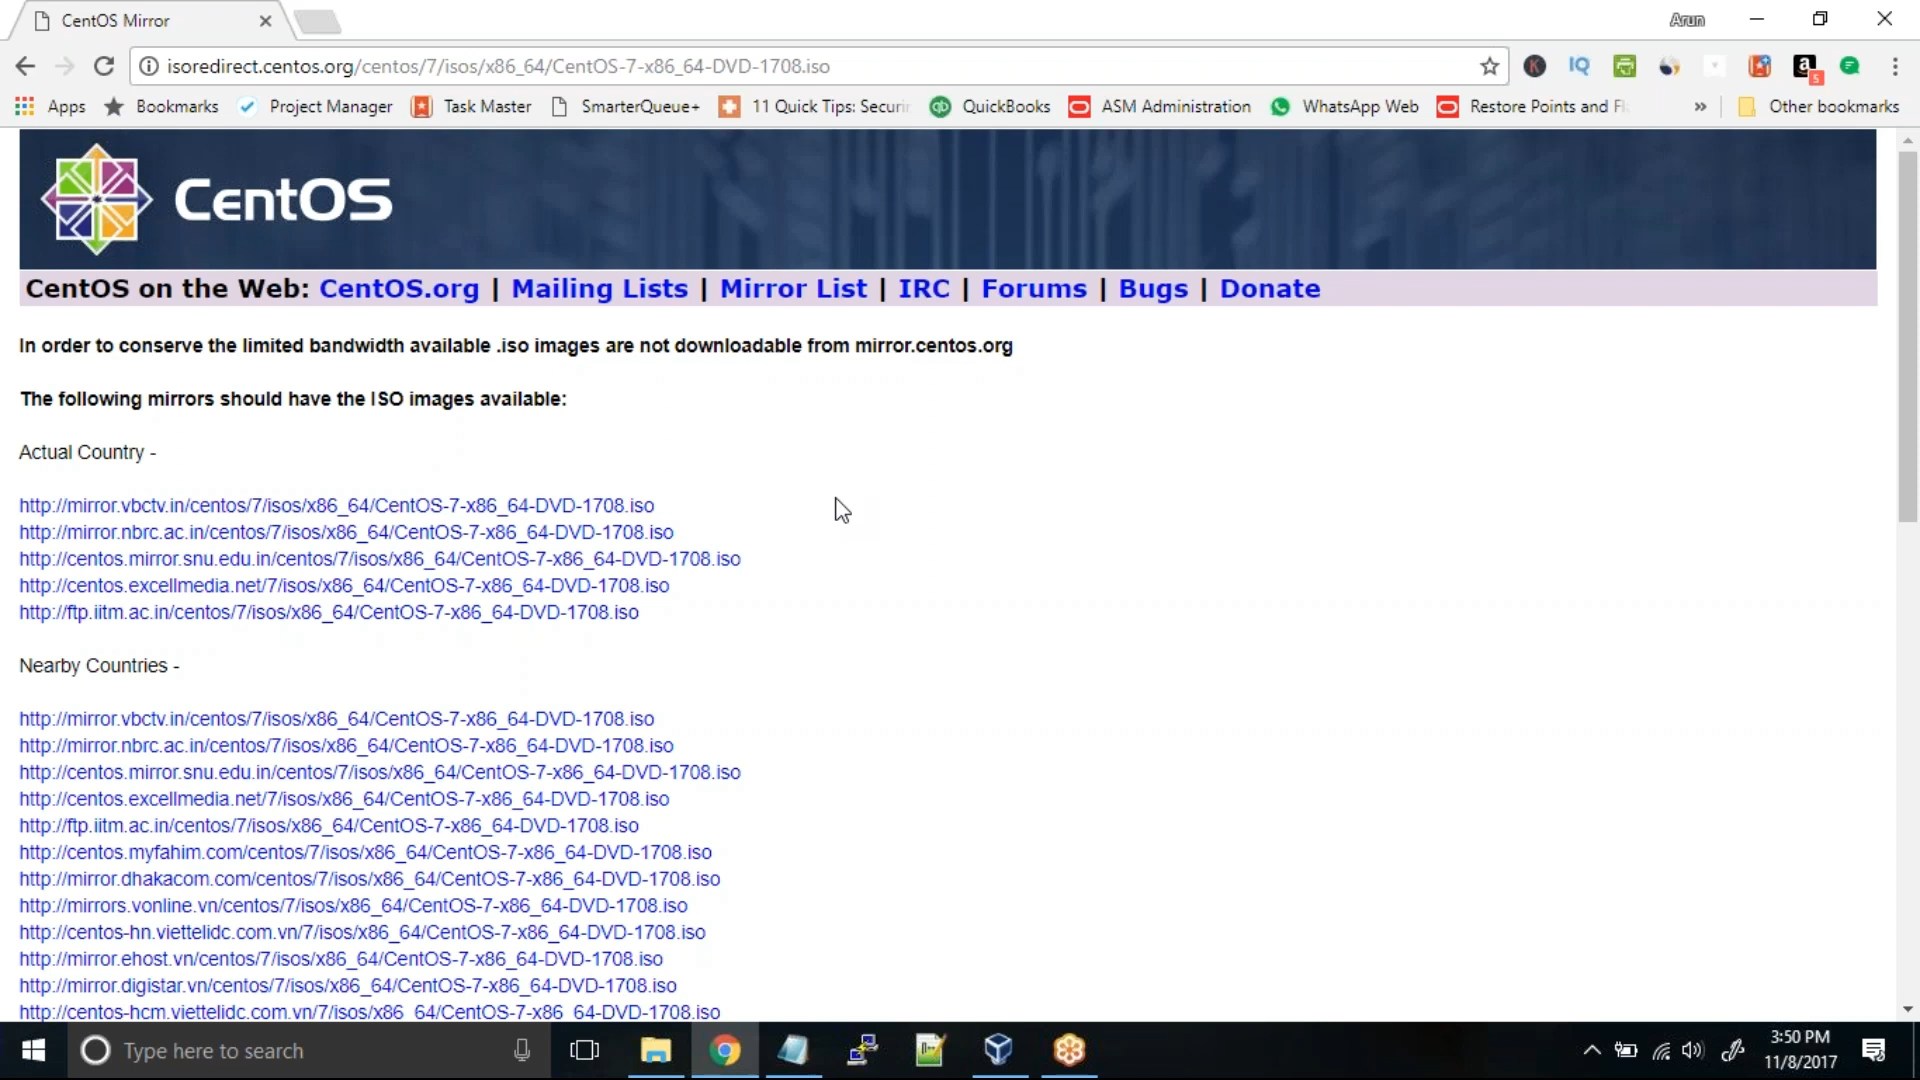 CentOS Mirror
Arun
isoredirect.centos.org/centos/7/isos/x86_64/CentOS-7-x86_64-DVD-1708.iso
IQ
a
5
Apps
Bookmarks
Project Manager
Task Master
SmarterQueue+
11 Quick Tips: Securi
qb
QuickBooks
ASM Administration
WhatsApp Web
Restore Points and Fl
»
Other bookmarks
CentOS
CentOS on the Web: CentOS.org | Mailing Lists | Mirror List | IRC | Forums | Bugs | Donate
In order to conserve the limited bandwidth available .iso images are not downloadable from mirror.centos.org
The following mirrors should have the ISO images available:
Actual Country -
http://mirror.vbctv.in/centos/7/isos/x86_64/CentOS-7-x86_64-DVD-1708.iso
http://mirror.nbrc.ac.in/centos/7/isos/x86_64/CentOS-7-x86_64-DVD-1708.iso
http://centos.mirror.snu.edu.in/centos/7/isos/x86_64/CentOS-7-x86_64-DVD-1708.iso
http://centos.excellmedia.net/7/isos/x86_64/CentOS-7-x86_64-DVD-1708.iso
http://ftp.iitm.ac.in/centos/7/isos/x86_64/CentOS-7-x86_64-DVD-1708.iso
Nearby Countries -
http://mirror.vbctv.in/centos/7/isos/x86_64/CentOS-7-x86_64-DVD-1708.iso
http://mirror.nbrc.ac.in/centos/7/isos/x86_64/CentOS-7-x86_64-DVD-1708.iso
http://centos.mirror.snu.edu.in/centos/7/isos/x86_64/CentOS-7-x86_64-DVD-1708.iso
http://centos.excellmedia.net/7/isos/x86_64/CentOS-7-x86_64-DVD-1708.iso
http://ftp.iitm.ac.in/centos/7/isos/x86_64/CentOS-7-x86_64-DVD-1708.iso
http://centos.myfahim.com/centos/7/isos/x86_64/CentOS-7-x86_64-DVD-1708.iso
http://mirror.dhakacom.com/centos/7/isos/x86_64/CentOS-7-x86_64-DVD-1708.iso
http://mirrors.vonline.vn/centos/7/isos/x86_64/CentOS-7-x86_64-DVD-1708.iso
http://centos-hn.viettelidc.com.vn/7/isos/x86_64/CentOS-7-x86_64-DVD-1708.iso
http://mirror.ehost.vn/centos/7/isos/x86_64/CentOS-7-x86_64-DVD-1708.iso
http://mirror.digistar.vn/centos/7/isos/x86_64/CentOS-7-x86_64-DVD-1708.iso
http://centos-hcm.viettelidc.com.vn/7/isos/x86_64/CentOS-7-x86_64-DVD-1708.iso
Type here to search
3:50 PM
11/8/2017